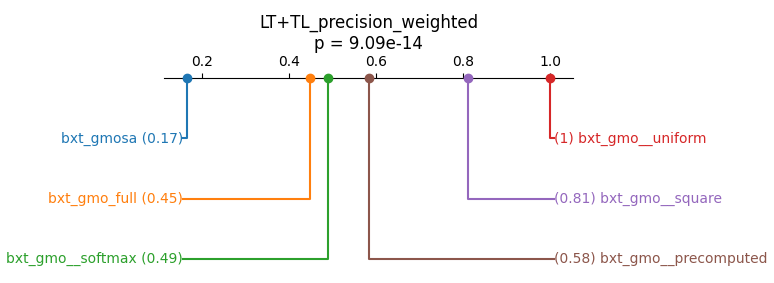 LT+TL_precision_weighted
p = 9.09e-14
0.2 0.4 0.6 0.8 1.0
bxt_gmosa (0.17) (1) bxt_gmo__uniform
bxt_gmo_full (0.45) (0.81) bxt_gmo__square
bxt_gmo__softmax (0.49) (0.58) bxt_gmo__precomputed